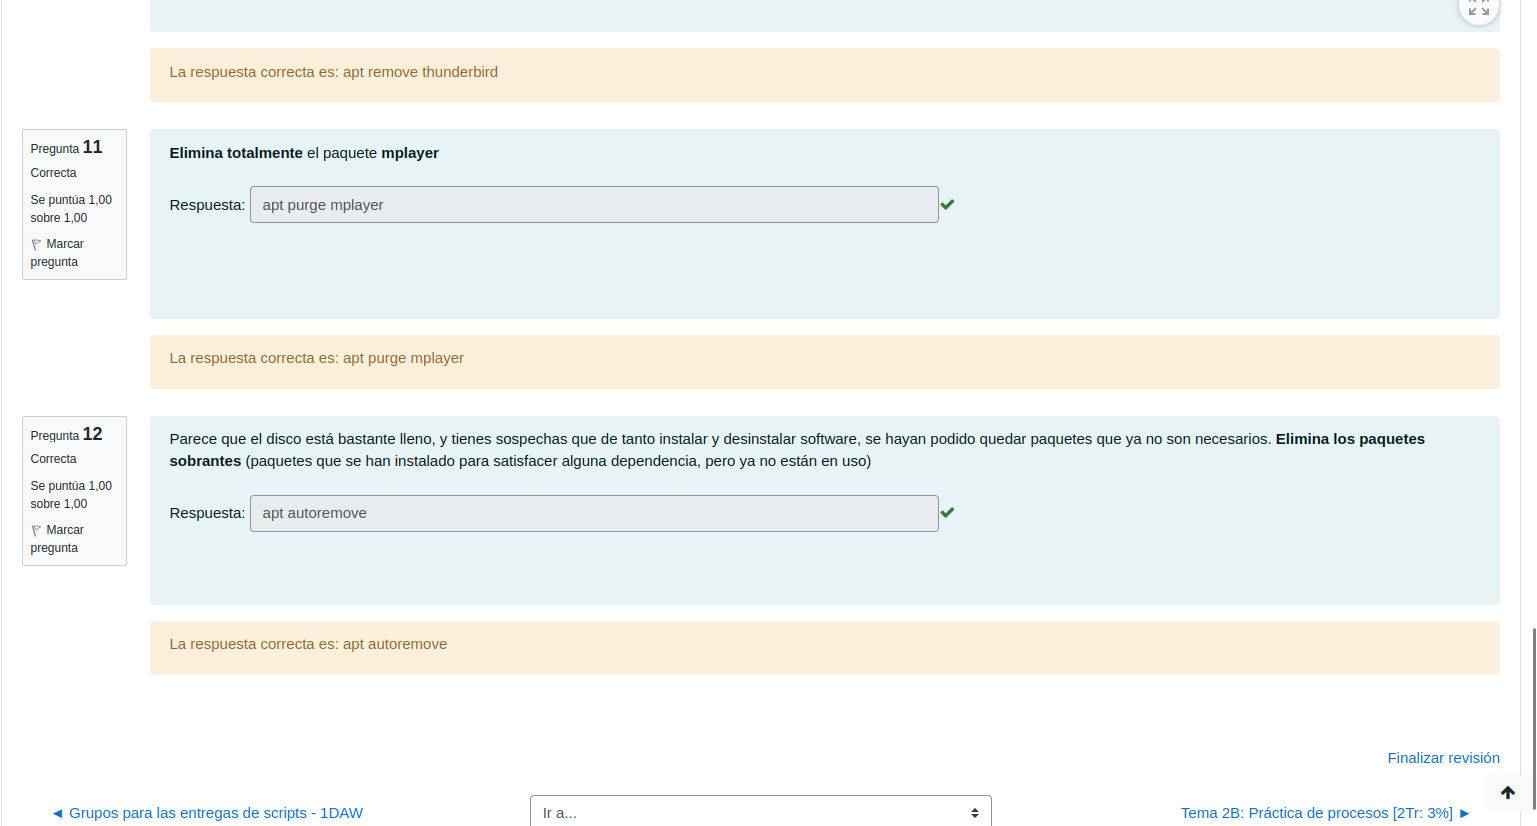 La respuesta correcta es: apt remove thunderbird
Pregunta 11
Correcta
Se puntúa 1,00
sobre 1,00
Marcar
pregunta
Elimina totalmente el paquete mplayer
Respuesta: apt purge mplayer
La respuesta correcta es: apt purge mplayer
Pregunta 12
Correcta
Se puntúa 1,00
sobre 1,00
Marcar
pregunta
Parece que el disco está bastante lleno, y tienes sospechas que de tanto instalar y desinstalar software, se hayan podido quedar paquetes que ya no son necesarios. Elimina los paquetes
sobrantes (paquetes que se han instalado para satisfacer alguna dependencia, pero ya no están en uso)
Respuesta: apt autoremove
La respuesta correcta es: apt autoremove
Finalizar revisión
◄ Grupos para las entregas de scripts - 1DAW
Ir a...
Tema 2B: Práctica de procesos [2Tr: 3%] ►